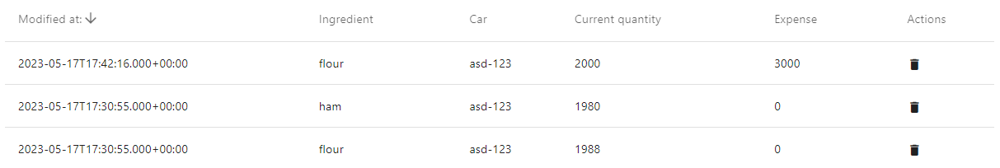 Modified at: Ingredient Car Current quantity Expense Actions
2023-05-17T17:42:16.000+00:00 flour asd-123 2000 3000
2023-05-17T17:30:55.000+00:00 ham asd-123 1980 0
2023-05-17T17:30:55.000+00:00 flour asd-123 1988 0